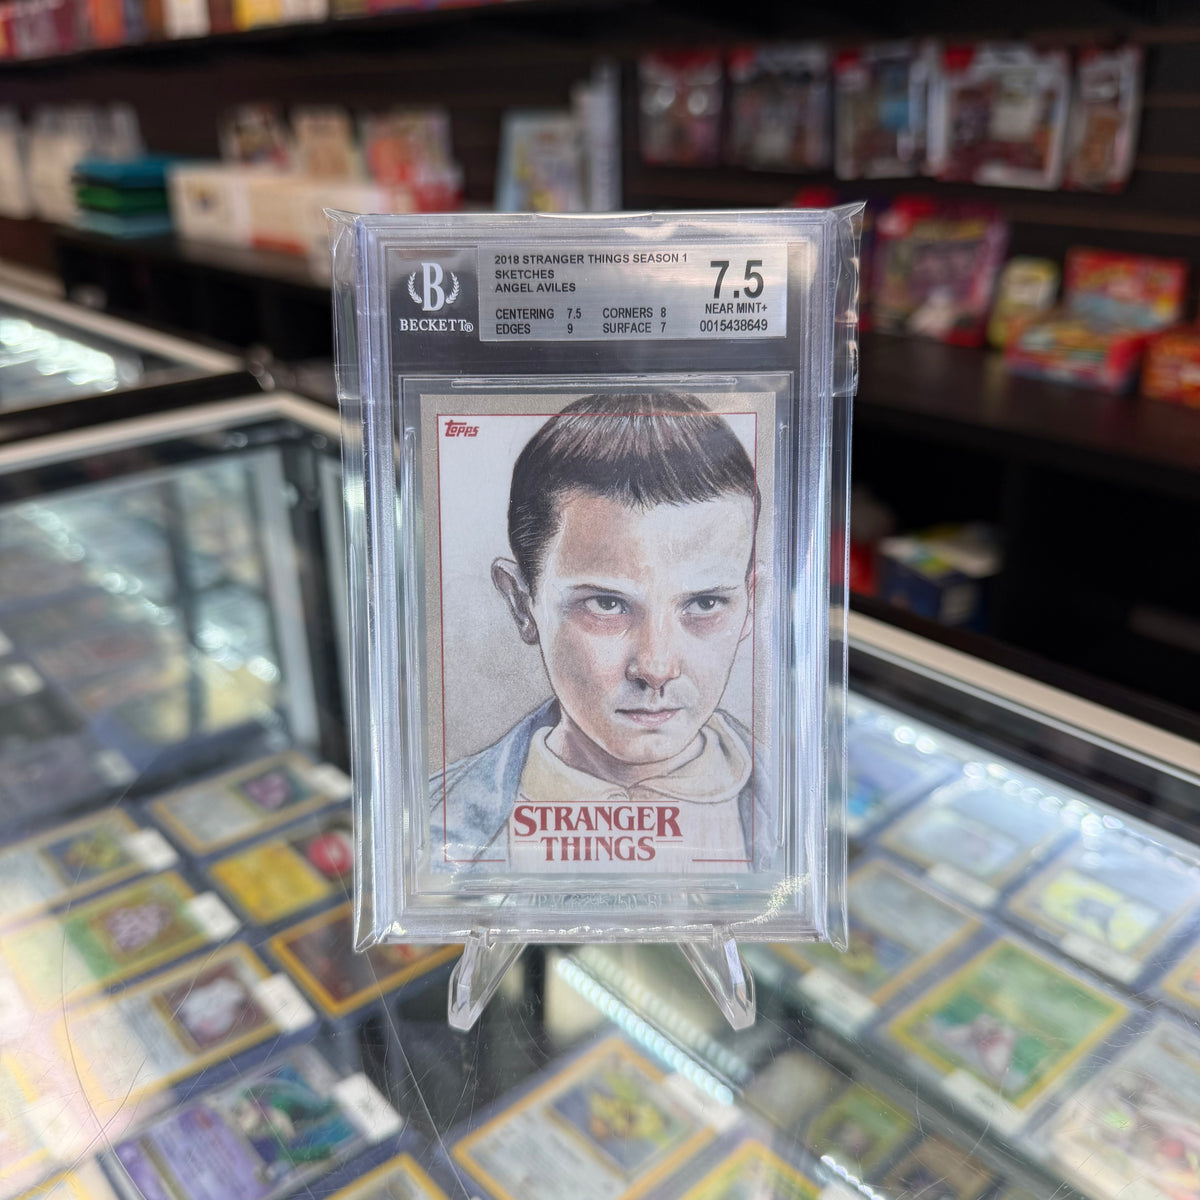 2018 STRANGER THINGS SEASON 1
SKETCHES
ANGEL AVILES
CENTERING 7.5 CORNERS 8
EDGES 9 SURFACE 7
7.5
NEAR MINT+
0015438649
B
BECKETT®
topps
STRANGER
THINGS